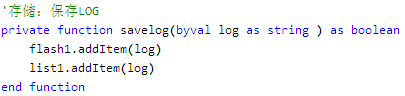 '存储：保存LOG
private function savelog(byval log as string ) as boolean
    flash1.addItem(log)
    list1.addItem(log)
end function